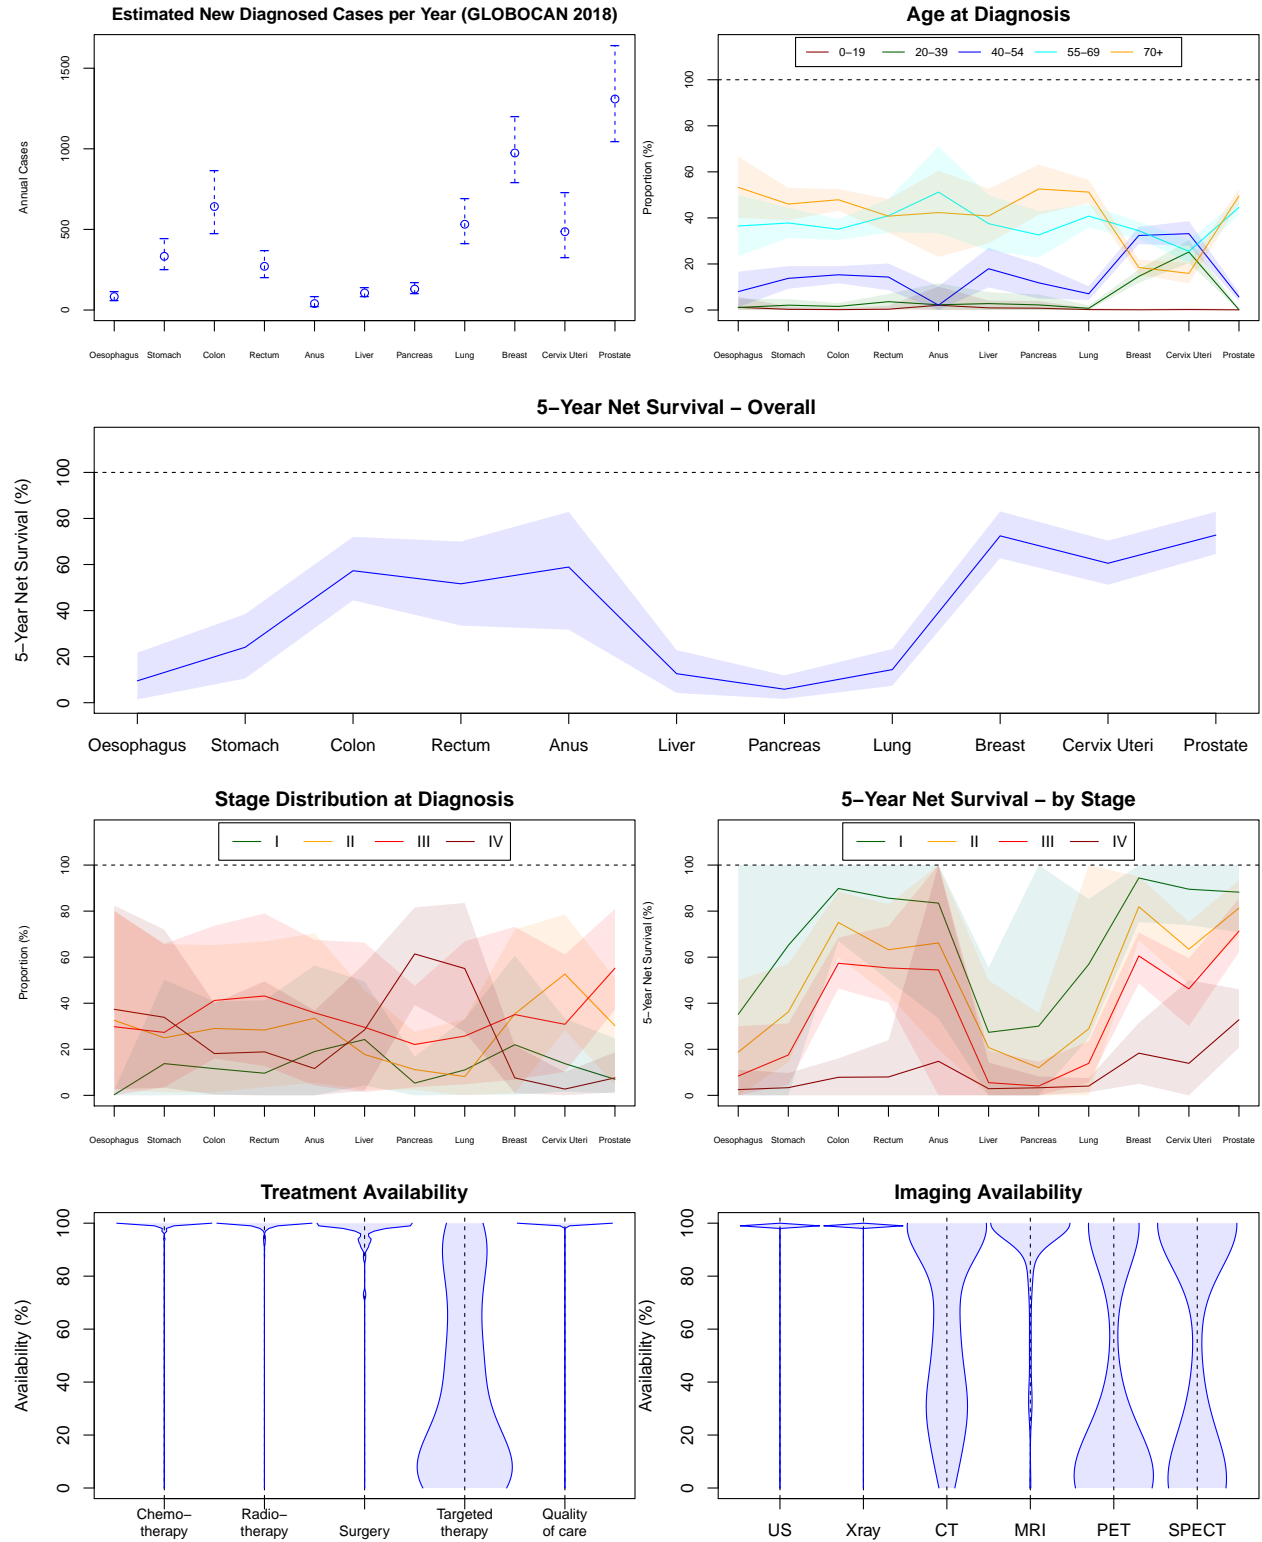 Estimated New Diagnosed Cases per Year (GLOBOCAN 2018)
Annual Cases
1500
1000
500
0
Oesophagus Stomach Colon Rectum Anus Liver Pancreas Lung Breast Cervix Uteri Prostate
Age at Diagnosis
0−19 20−39 40−54 55−69 70+
Proportion (%)
100
80
60
40
20
0
Oesophagus Stomach Colon Rectum Anus Liver Pancreas Lung Breast Cervix Uteri Prostate
5−Year Net Survival − Overall
5−Year Net Survival (%)
100
80
60
40
20
0
Oesophagus Stomach Colon Rectum Anus Liver Pancreas Lung Breast Cervix Uteri Prostate
Stage Distribution at Diagnosis
I II III IV
Proportion (%)
100
80
60
40
20
0
Oesophagus Stomach Colon Rectum Anus Liver Pancreas Lung Breast Cervix Uteri Prostate
5−Year Net Survival − by Stage
I II III IV
5−Year Net Survival (%)
100
80
60
40
20
0
Oesophagus Stomach Colon Rectum Anus Liver Pancreas Lung Breast Cervix Uteri Prostate
Treatment Availability
Availability (%)
100
80
60
40
20
0
Chemo−
therapy
Radio−
therapy
Surgery
Targeted
therapy
Quality
of care
Imaging Availability
Availability (%)
100
80
60
40
20
0
US Xray CT MRI PET SPECT